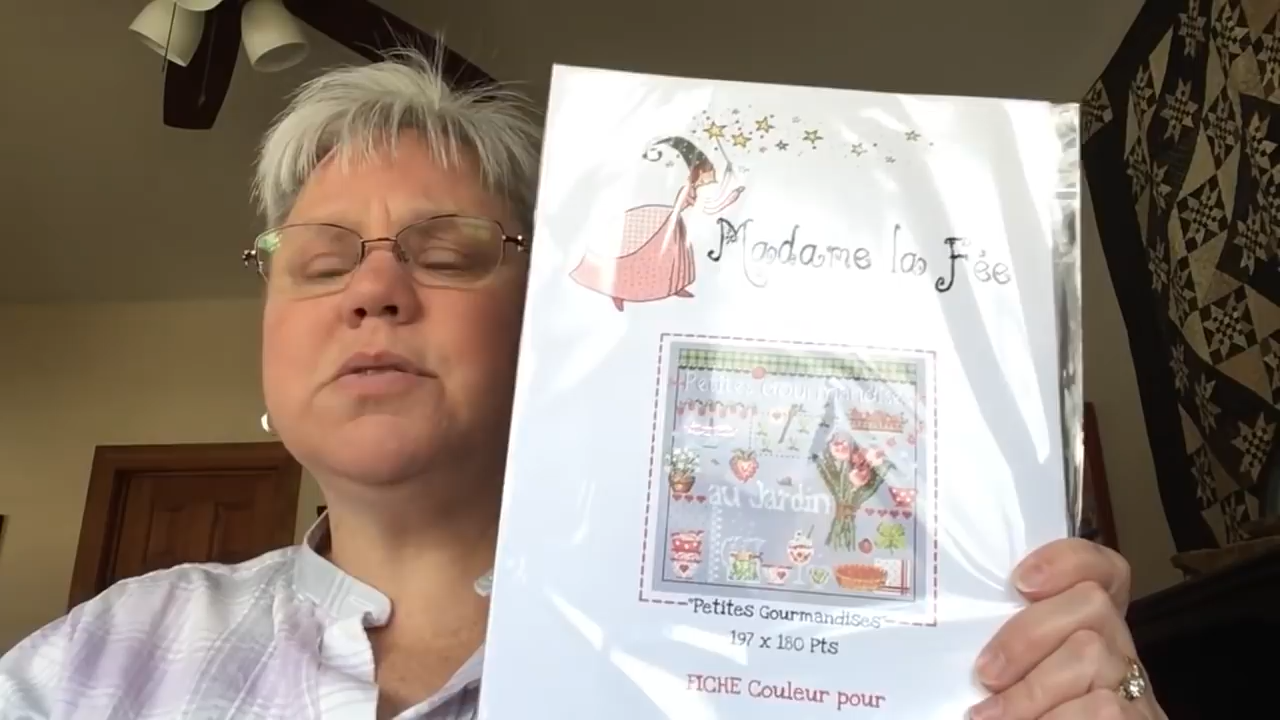 Madame la Fée
Petites Gourmandises
au Jardin
"Petites Gourmandises"
197 x 180 Pts
FICHE Couleur pour